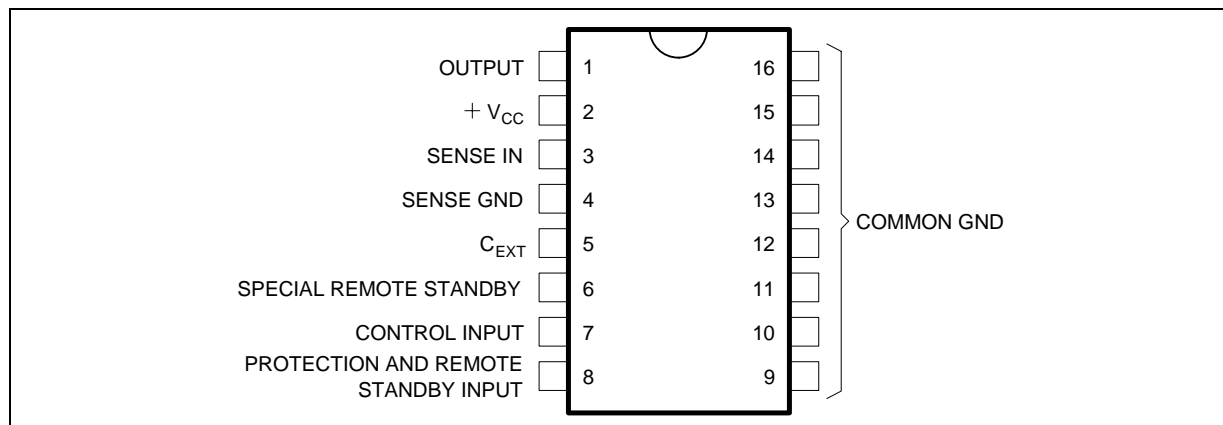 OUTPUT 1 16
+ VCC 2 15
SENSE IN 3 14
SENSE GND 4 13
COMMON GND
CEXT 5 12
SPECIAL REMOTE STANDBY 6 11
CONTROL INPUT 7 10
PROTECTION AND REMOTE
STANDBY INPUT 8 9